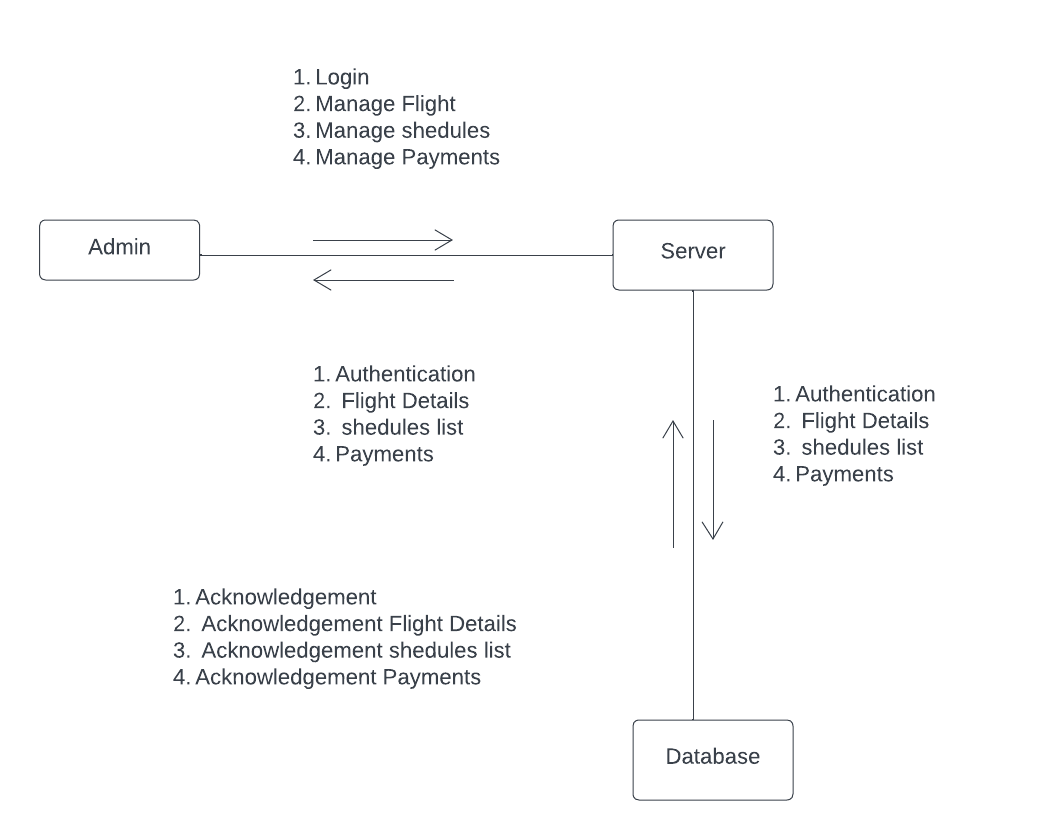 1. Login
2. Manage Flight
3. Manage shedules
4. Manage Payments
Admin
Server
1. Authentication
2. Flight Details
3. shedules list
4. Payments
1. Authentication
2. Flight Details
3. shedules list
4. Payments
1. Acknowledgement
2. Acknowledgement Flight Details
3. Acknowledgement shedules list
4. Acknowledgement Payments
Database